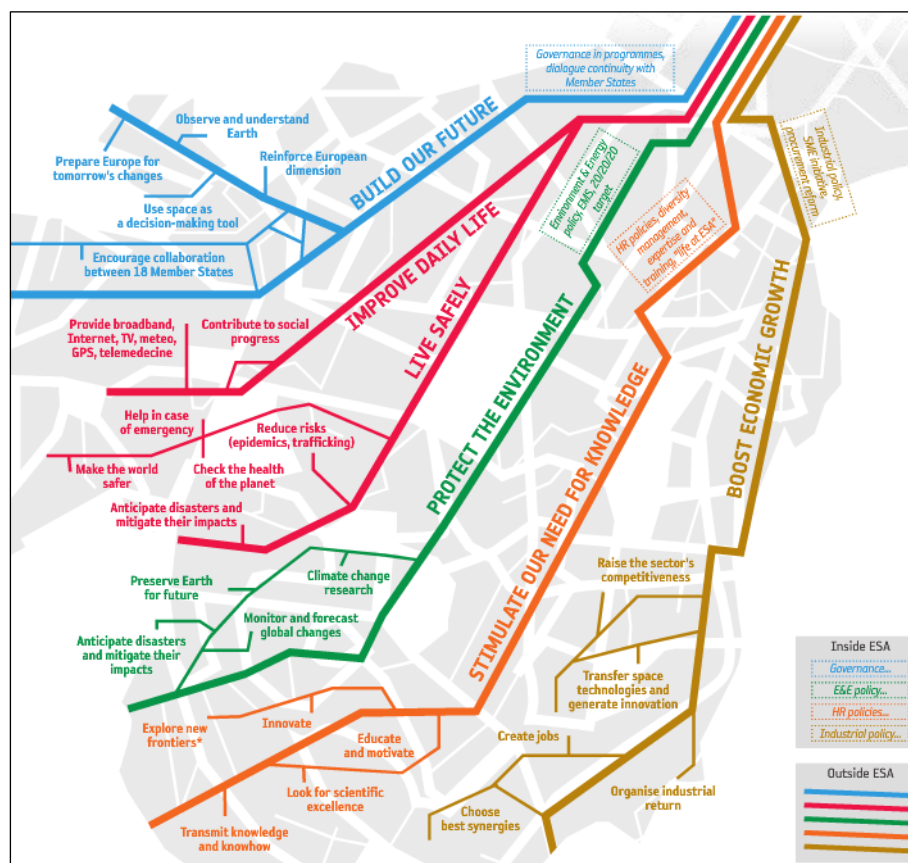 Governance in programmes,
dialogue continuity with
Member States
BUILD OUR FUTURE
Observe and understand
Earth
Prepare Europe for
tomorrow's changes
Reinforce European
dimension
Use space as
a decision-making tool
Encourage collaboration
between 18 Member States
Industrial policy,
SME initiative,
procurement reform
Environment & Energy
policy, EMS, 20/20/20
target
HR policies, diversity
management,
expertise and
training, "life at ESA"
IMPROVE DAILY LIFE
Provide broadband,
Internet, TV, meteo,
GPS, telemedecine
Contribute to social
progress
LIVE SAFELY
Help in case
of emergency
Reduce risks
(epidemics, trafficking)
Make the world
safer
Check the health
of the planet
Anticipate disasters and
mitigate their impacts
PROTECT THE ENVIRONMENT
Climate change
research
Preserve Earth
for future
Monitor and forecast
global changes
Anticipate disasters
and mitigate their
impacts
STIMULATE OUR NEED FOR KNOWLEDGE
Explore new
frontiers*
Innovate
Educate
and motivate
Look for scientific
excellence
Transmit knowledge
and knowhow
BOOST ECONOMIC GROWTH
Raise the sector's
competitiveness
Transfer space
technologies and
generate innovation
Create jobs
Organise industrial
return
Choose
best synergies
Inside ESA
Governance...
E&E policy...
HR policies...
Industrial policy...
Outside ESA